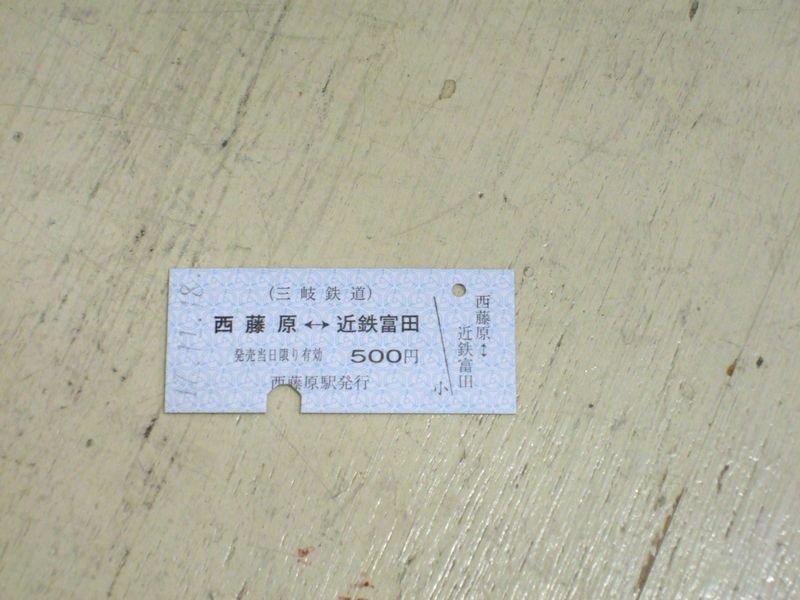 (三岐鉄道)
西藤原↔近鉄富田
発売当日限り有効 500円
西藤原駅発行
西藤原↔近鉄富田
小